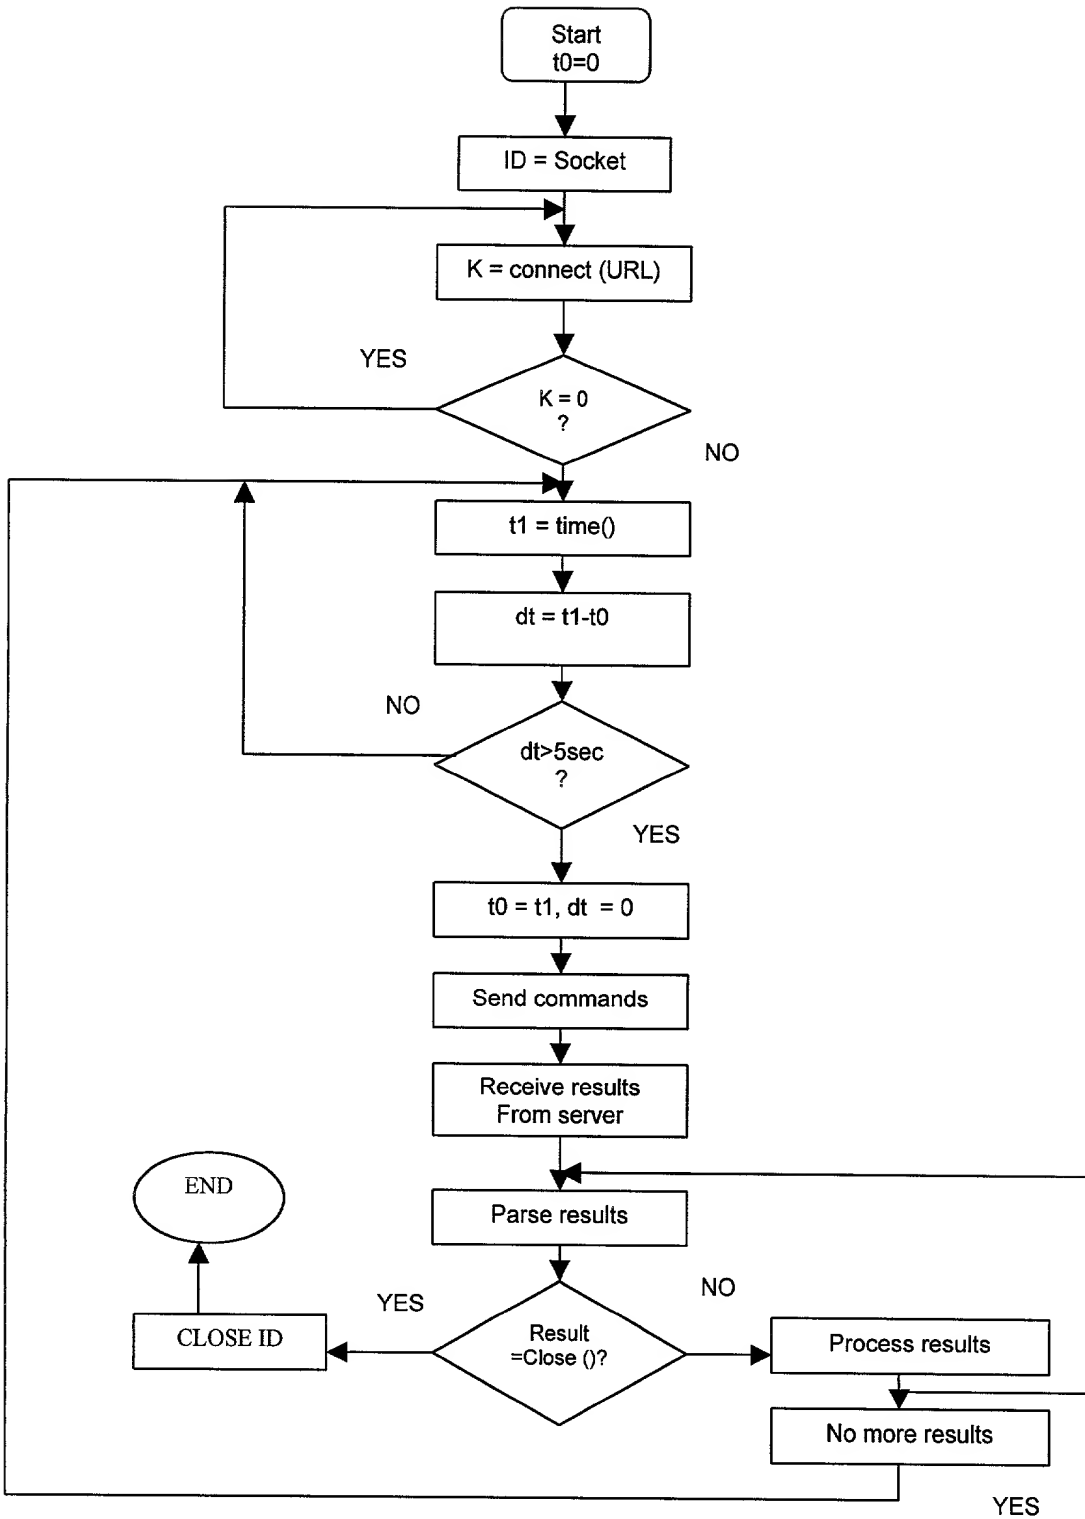 Start
t0=0
ID = Socket
K = connect (URL)
YES
K = 0
?
NO
t1 = time()
dt = t1-t0
NO
dt>5sec
?
YES
t0 = t1, dt = 0
Send commands
Receive results
From server
END
Parse results
YES
NO
Result
=Close ()?
CLOSE ID
Process results
No more results
YES